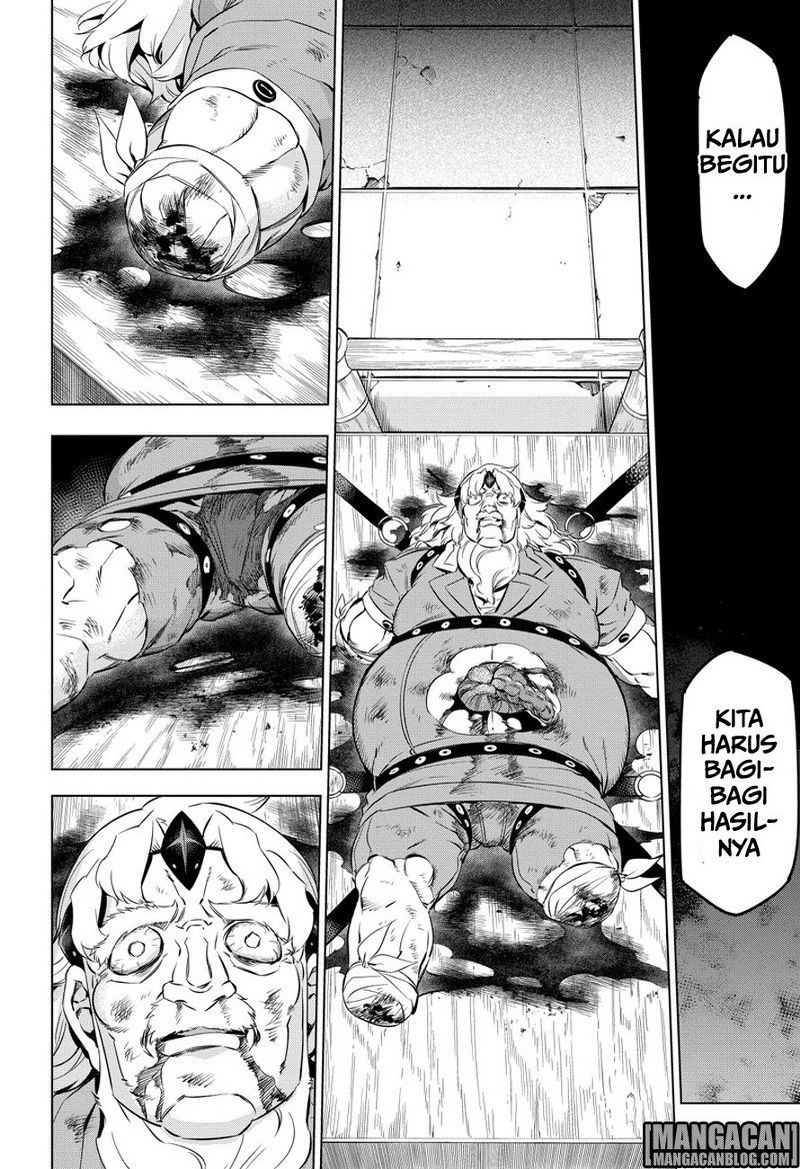 KALAU
BEGITU
...
KITA
HARUS
BAGI-
BAGI
HASIL-
NYA
[MANGACAN]
MANGACANBLOG.COM